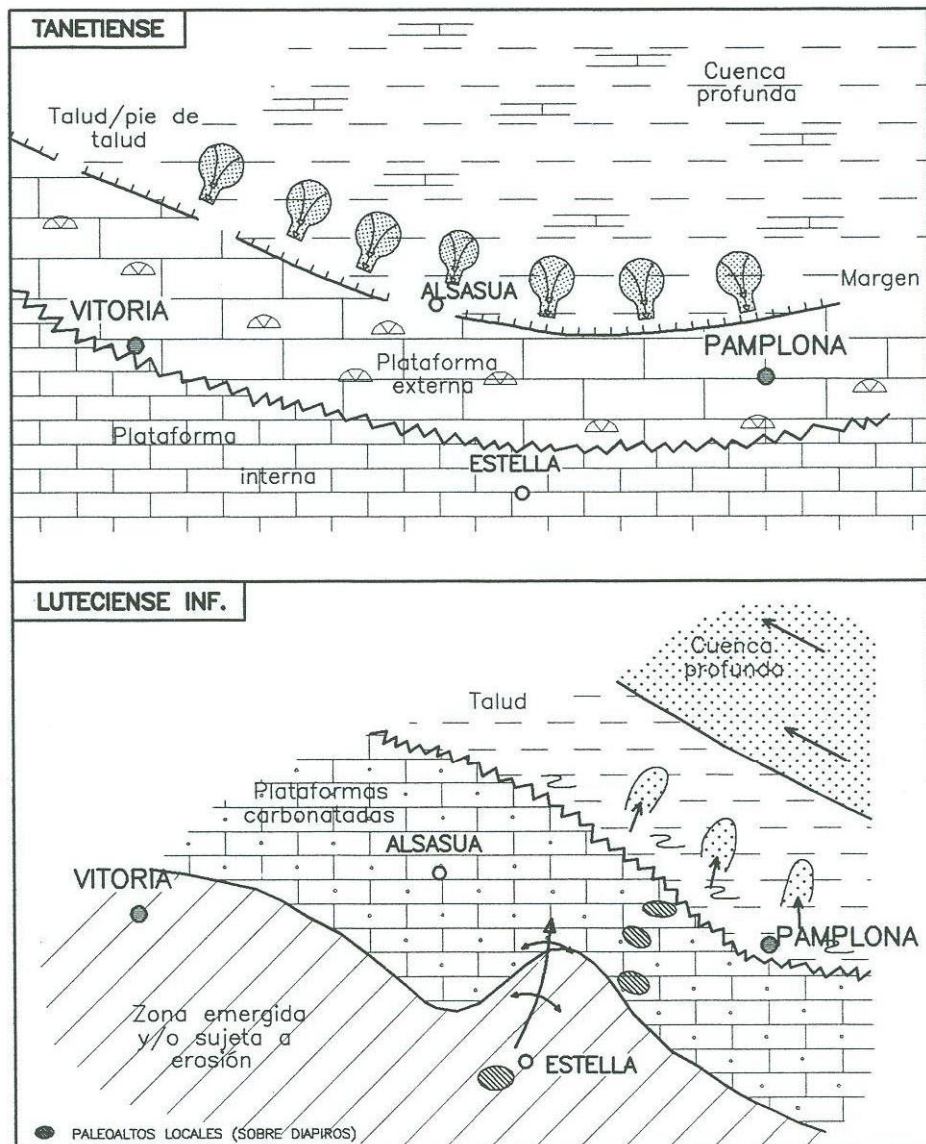 TANETIENSE
Cuenca
profunda
Talud/pie de
talud
Margen
ALSASUA
VITORIA
PAMPLONA
Plataforma
externa
Plataforma
interna
ESTELLA
LUTECIENSE INF.
Cuenca
profunda
Talud
Plataformas
carbonatadas
ALSASUA
VITORIA
PAMPLONA
Zona emergida
y/o sujeta a
erosión
ESTELLA
PALEOALTOS LOCALES (SOBRE DIAPIROS)